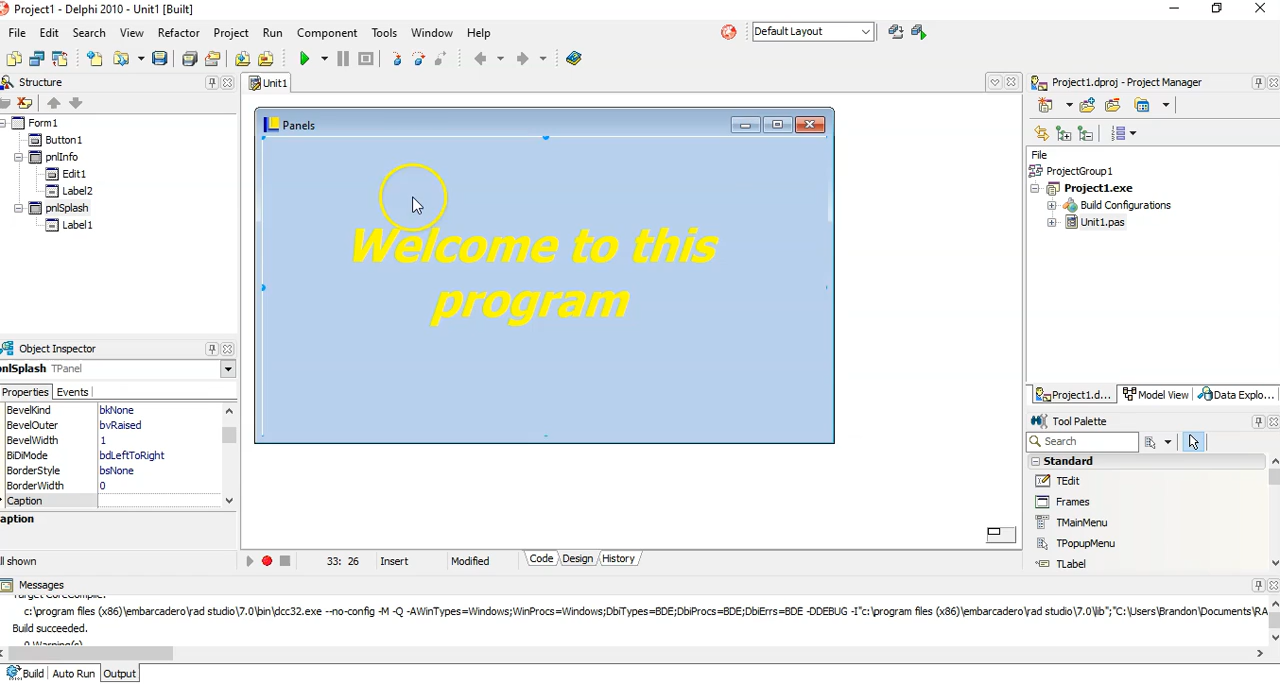 Project1 - Delphi 2010 - Unit1 [Built]
File Edit Search View Refactor Project Run Component Tools Window Help
Default Layout
Structure
Unit1
Project1.dproj - Project Manager
Form1
Button1
pnlInfo
Edit1
Label2
pnlSplash
Label1
Panels
Welcome to this
program
File
ProjectGroup1
Project1.exe
Build Configurations
Unit1.pas
Object Inspector
pnlSplash TPanel
Properties Events
BevelKind bkNone
BevelOuter bvRaised
BevelWidth 1
BiDiMode bdLeftToRight
BorderStyle bsNone
BorderWidth 0
Caption
aption
ll shown
33: 26 Insert Modified Code Design History
Project1.d... Model View Data Explo...
Tool Palette
Search
Standard
TEdit
Frames
TMainMenu
TPopupMenu
TLabel
Messages
c:\program files (x86)\embarcadero\rad studio\7.0\bin\dcc32.exe --no-config -M -Q -AWinTypes=Windows;WinProcs=Windows;DbiTypes=BDE;DbiProcs=BDE;DbiErrs=BDE -DDEBUG -I"c:\program files (x86)\embarcadero\rad studio\7.0\lib";"C:\Users\Brandon\Documents\RA
Build succeeded.
0 Warning(s)
Build Auto Run Output